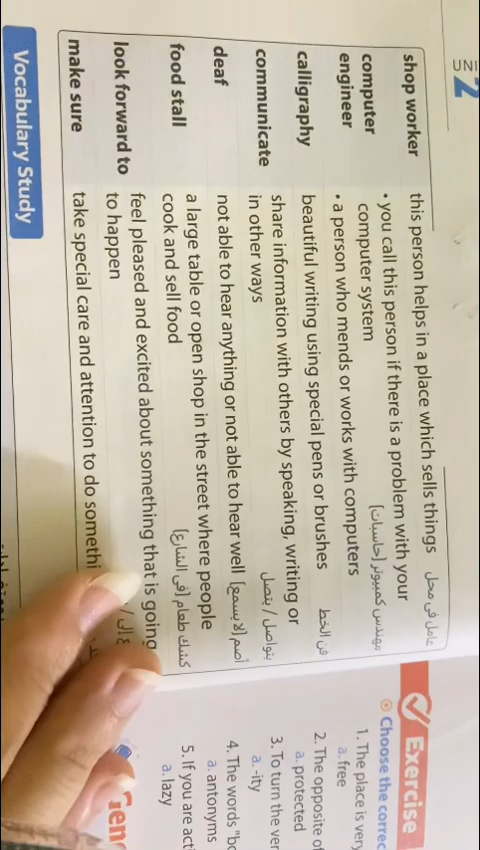 2
shop worker this person helps in a place which sells things عامل في محل
computer engineer • you call this person if there is a problem with your
computer system
• a person who mends or works with computers مهندس كمبيوتر (حاسبات)
calligraphy beautiful writing using special pens or brushes فن الخط
communicate share information with others by speaking, writing or
in other ways يتواصل / يتصل
deaf not able to hear anything or not able to hear well أصم (لا يسمع)
food stall a large table or open shop in the street where people
cook and sell food كشك طعام (في الشارع)
look forward to feel pleased and excited about something that is going
to happen
make sure take special care and attention to do
Vocabulary Study
Exercise
Choose the correc
1. The place is very
a. free
2. The opposite of
a. protected
3. To turn the ver
a. -ity
4. The words "bo
a. antonyms
5. If you are acti
a. lazy